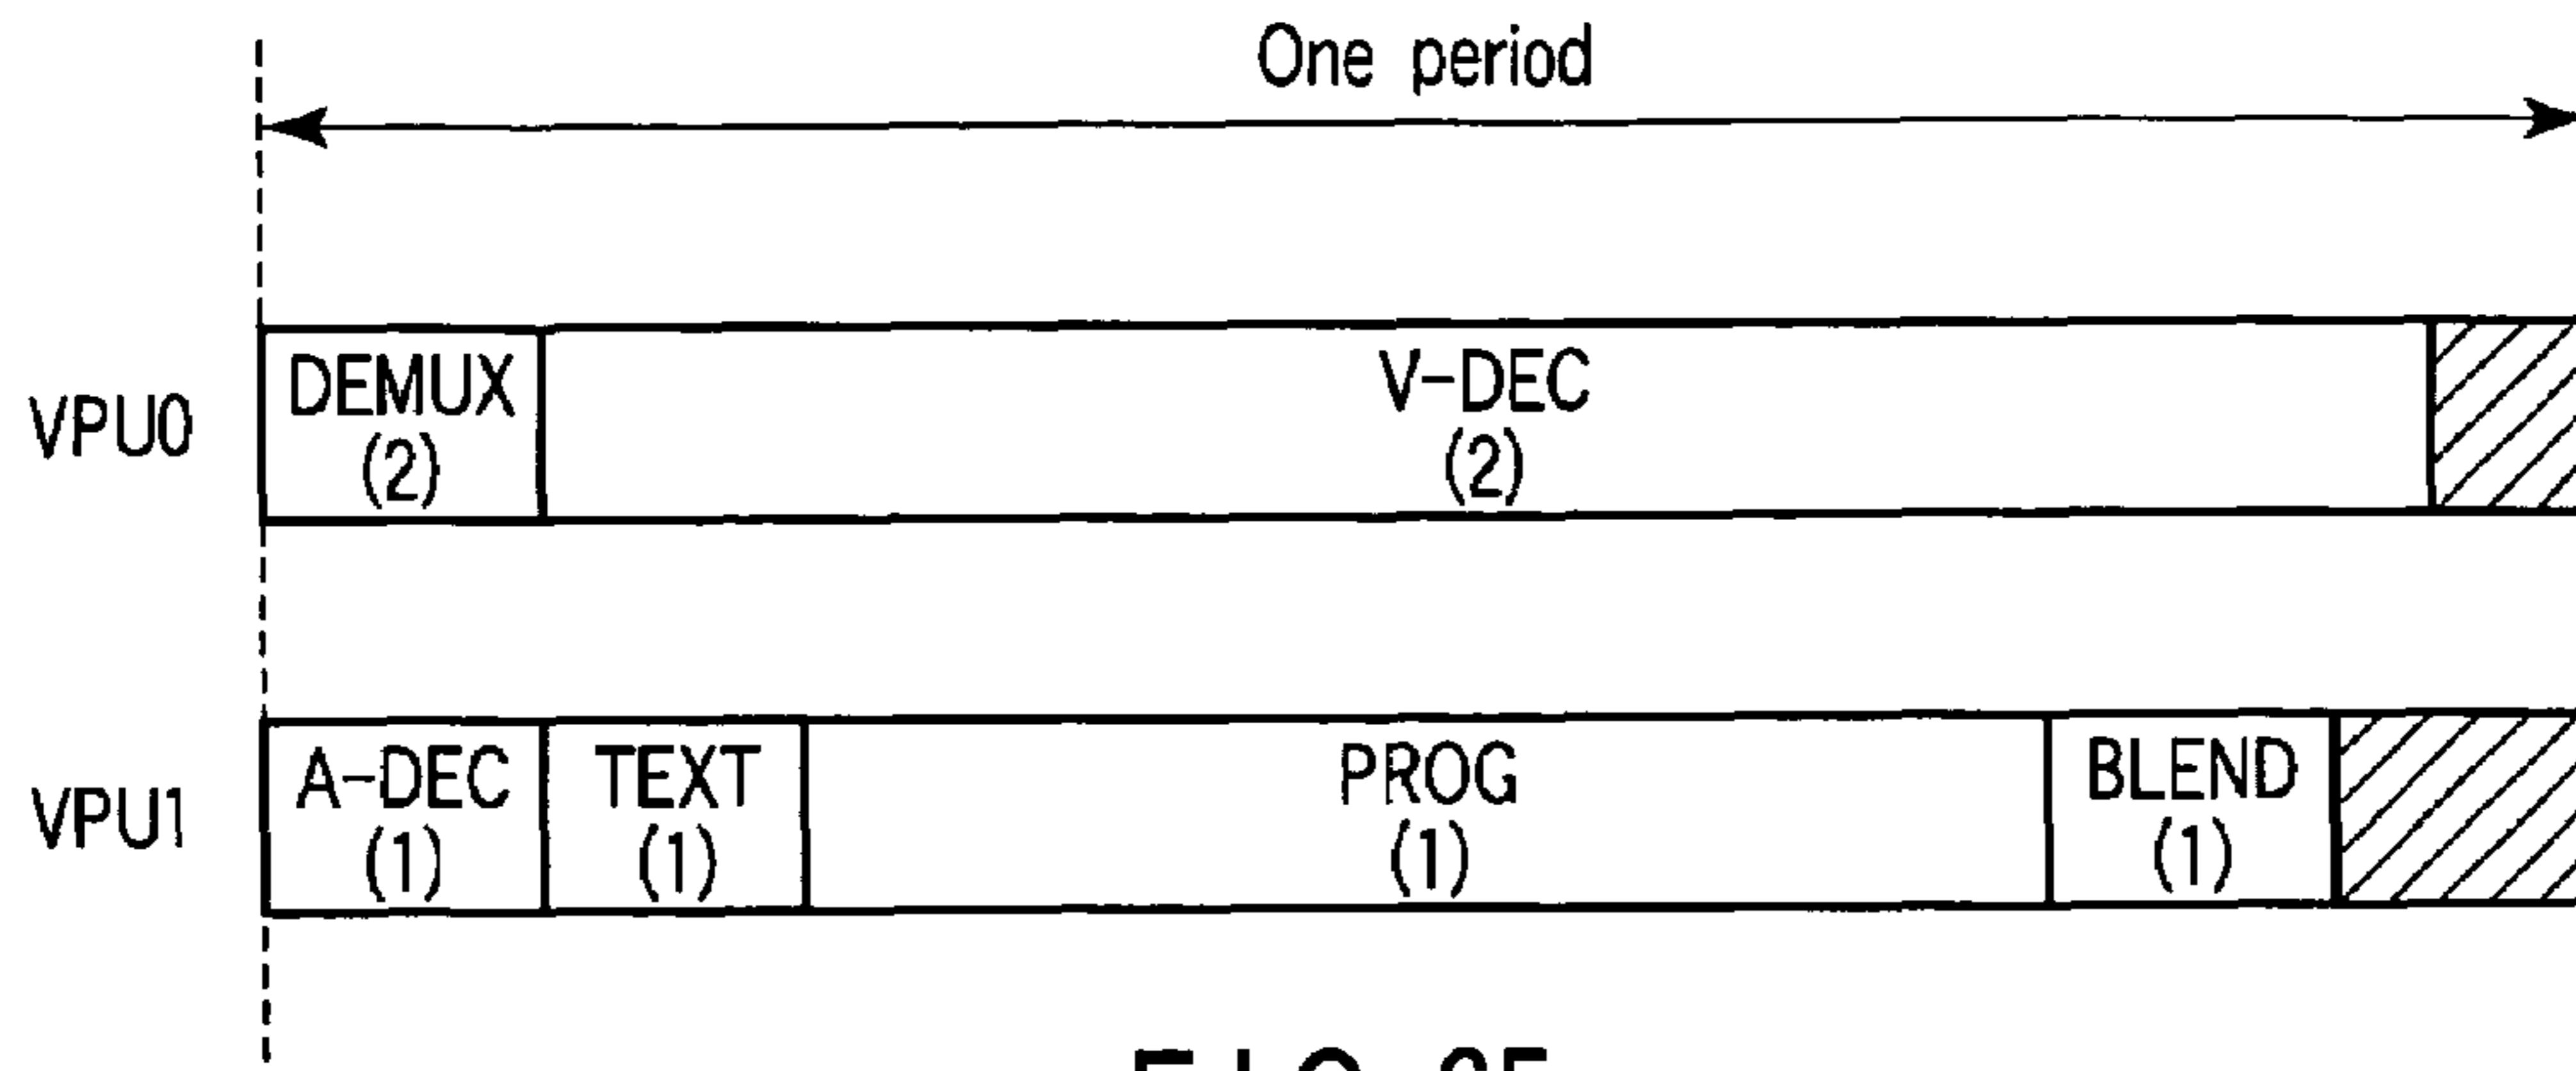 One period
VPU0
DEMUX
(2)
V-DEC
(2)
VPU1
A-DEC
(1)
TEXT
(1)
PROG
(1)
BLEND
(1)